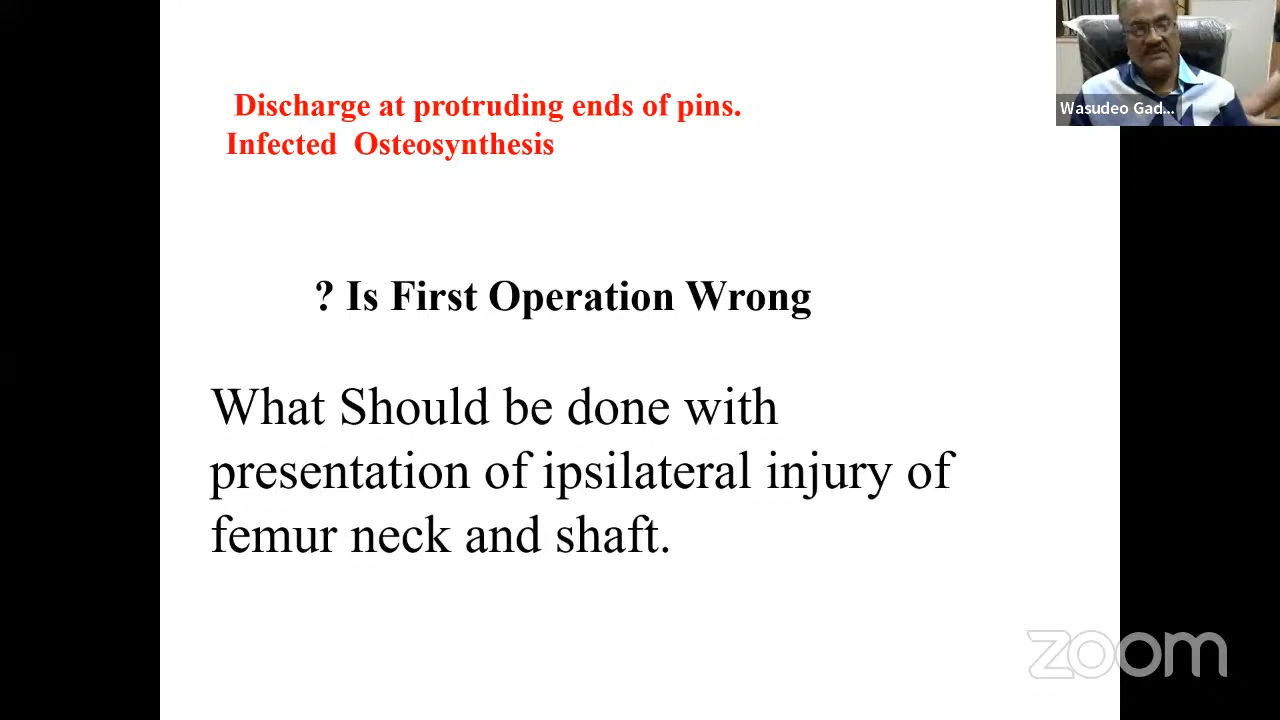 Discharge at protruding ends of pins.
Infected Osteosynthesis
? Is First Operation Wrong
What Should be done with
presentation of ipsilateral injury of
femur neck and shaft.
Wasudeo Gad...
zoom